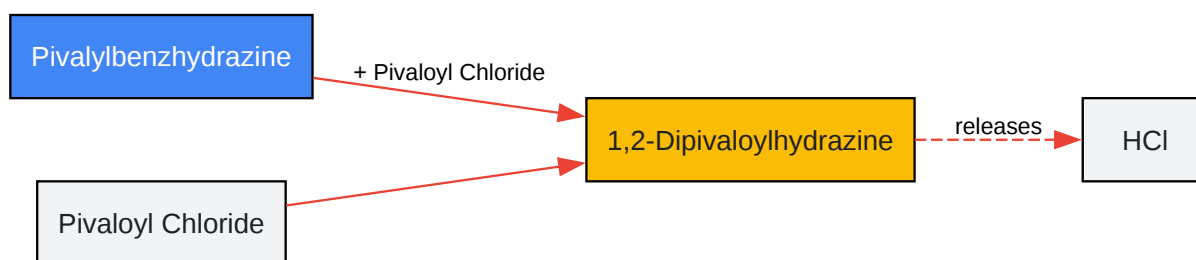 Pivalylbenzhydrazine
+ Pivaloyl Chloride
1,2-Dipivaloylhydrazine
releases
HCl
Pivaloyl Chloride